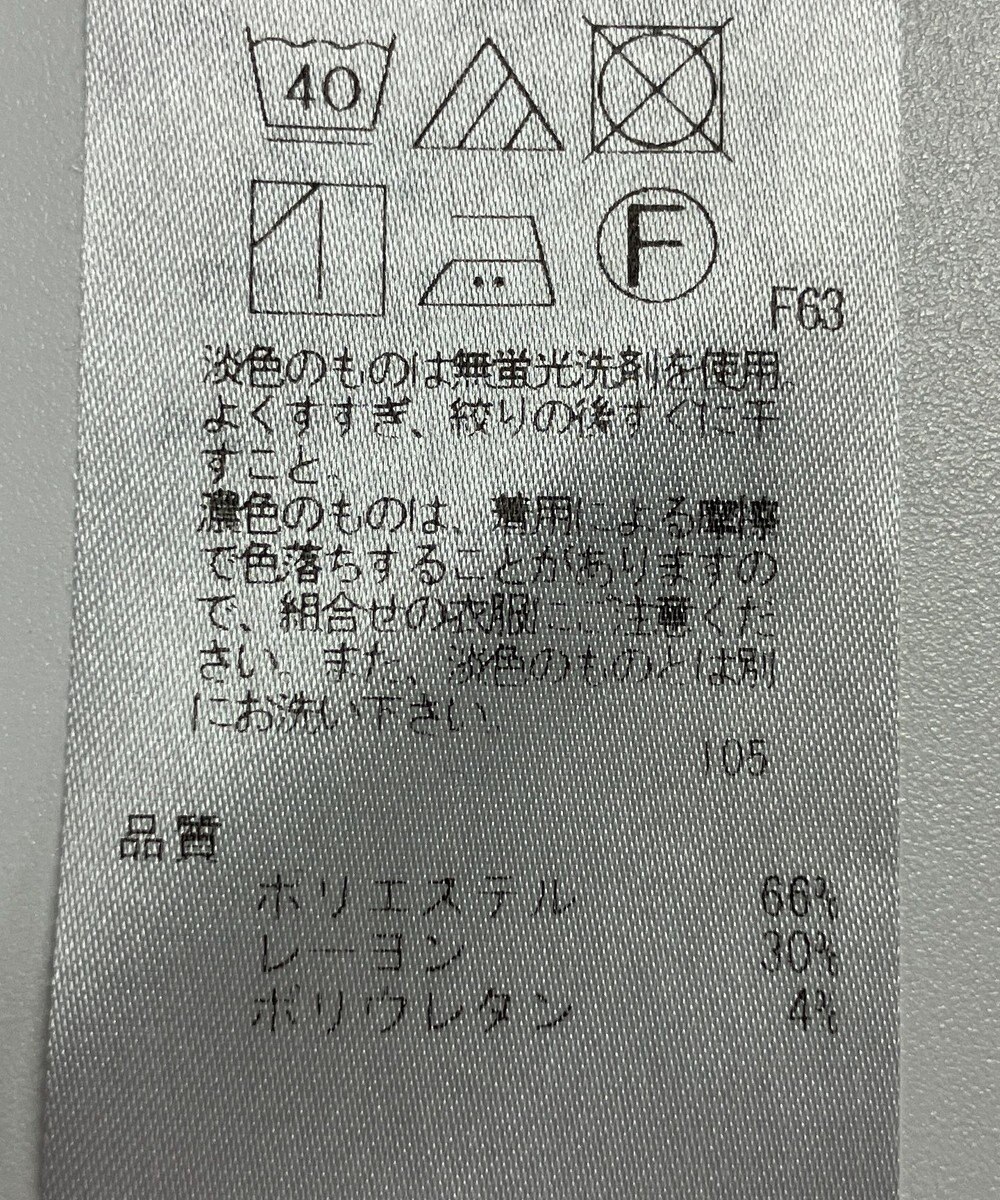 40
F
F63
淡色のものは無蛍光洗剤を使用。
よくすすぎ、絞りの後すぐに干
すこと。
濃色のものは、着用による摩擦
で色落ちすることがありますの
で、組合せの衣服にご注意くだ
さい。また、淡色のものとは別
にお洗い下さい。
105
品質
ポリエステル 66%
レーヨン 30%
ポリウレタン 4%